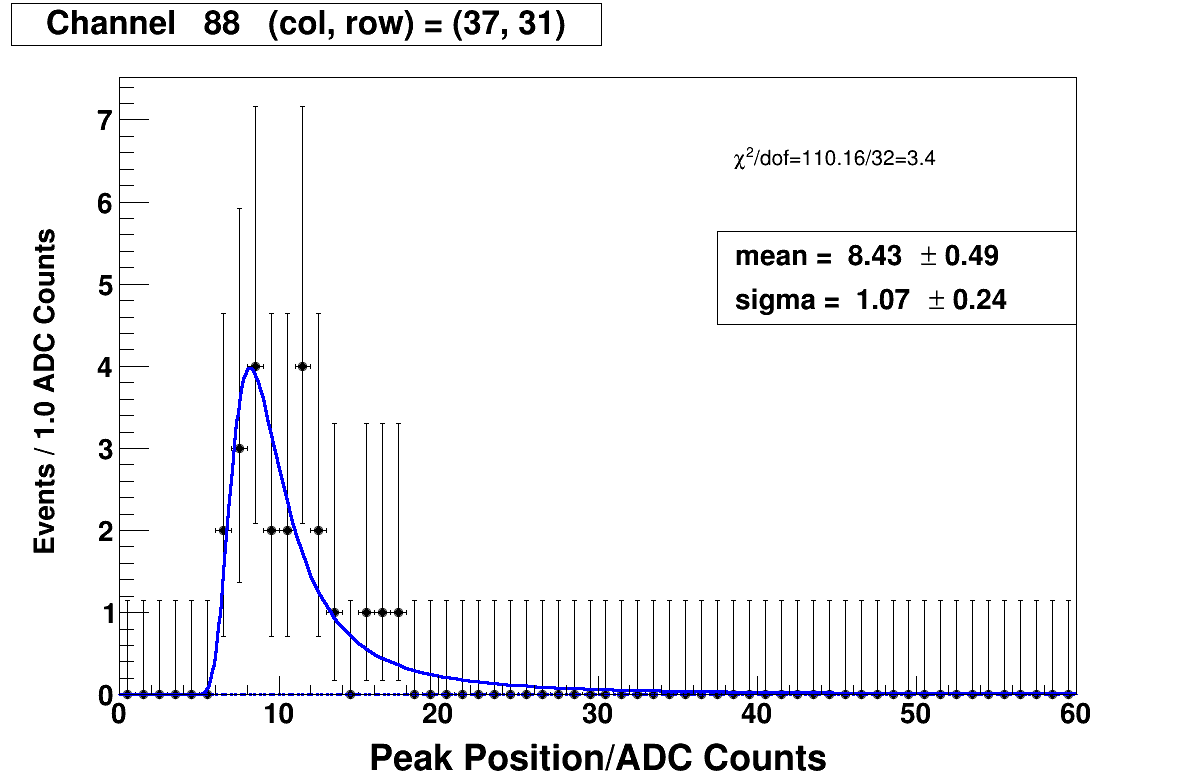 Channel 88 (col, row) = (37, 31)
7
6
5
4
3
2
1
0
Events / 1.0 ADC Counts
χ²/dof=110.16/32=3.4
mean = 8.43 ± 0.49
sigma = 1.07 ± 0.24
0 10 20 30 40 50 60
Peak Position/ADC Counts